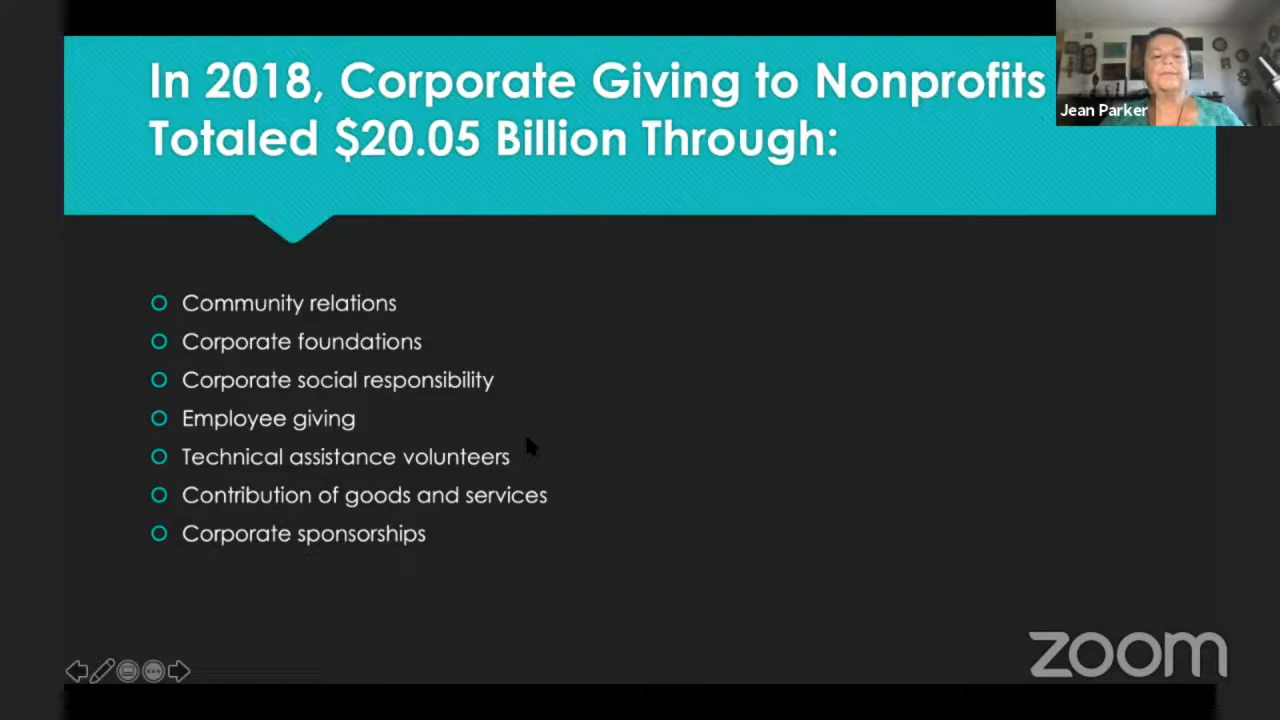 In 2018, Corporate Giving to Nonprofits
Totaled $20.05 Billion Through:
Jean Parker
Community relations
Corporate foundations
Corporate social responsibility
Employee giving
Technical assistance volunteers
Contribution of goods and services
Corporate sponsorships
zoom